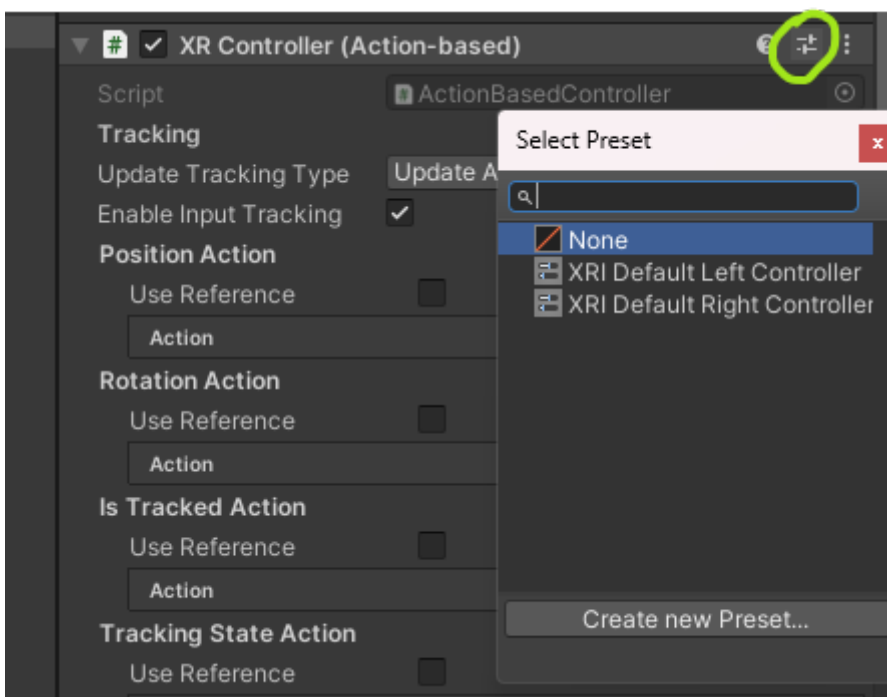 XR Controller (Action-based)
Script ActionBasedController
Tracking
Update Tracking Type Update A
Enable Input Tracking
Position Action
Use Reference
Action
Rotation Action
Use Reference
Action
Is Tracked Action
Use Reference
Action
Tracking State Action
Use Reference
Select Preset
None
XRI Default Left Controller
XRI Default Right Controller
Create new Preset...